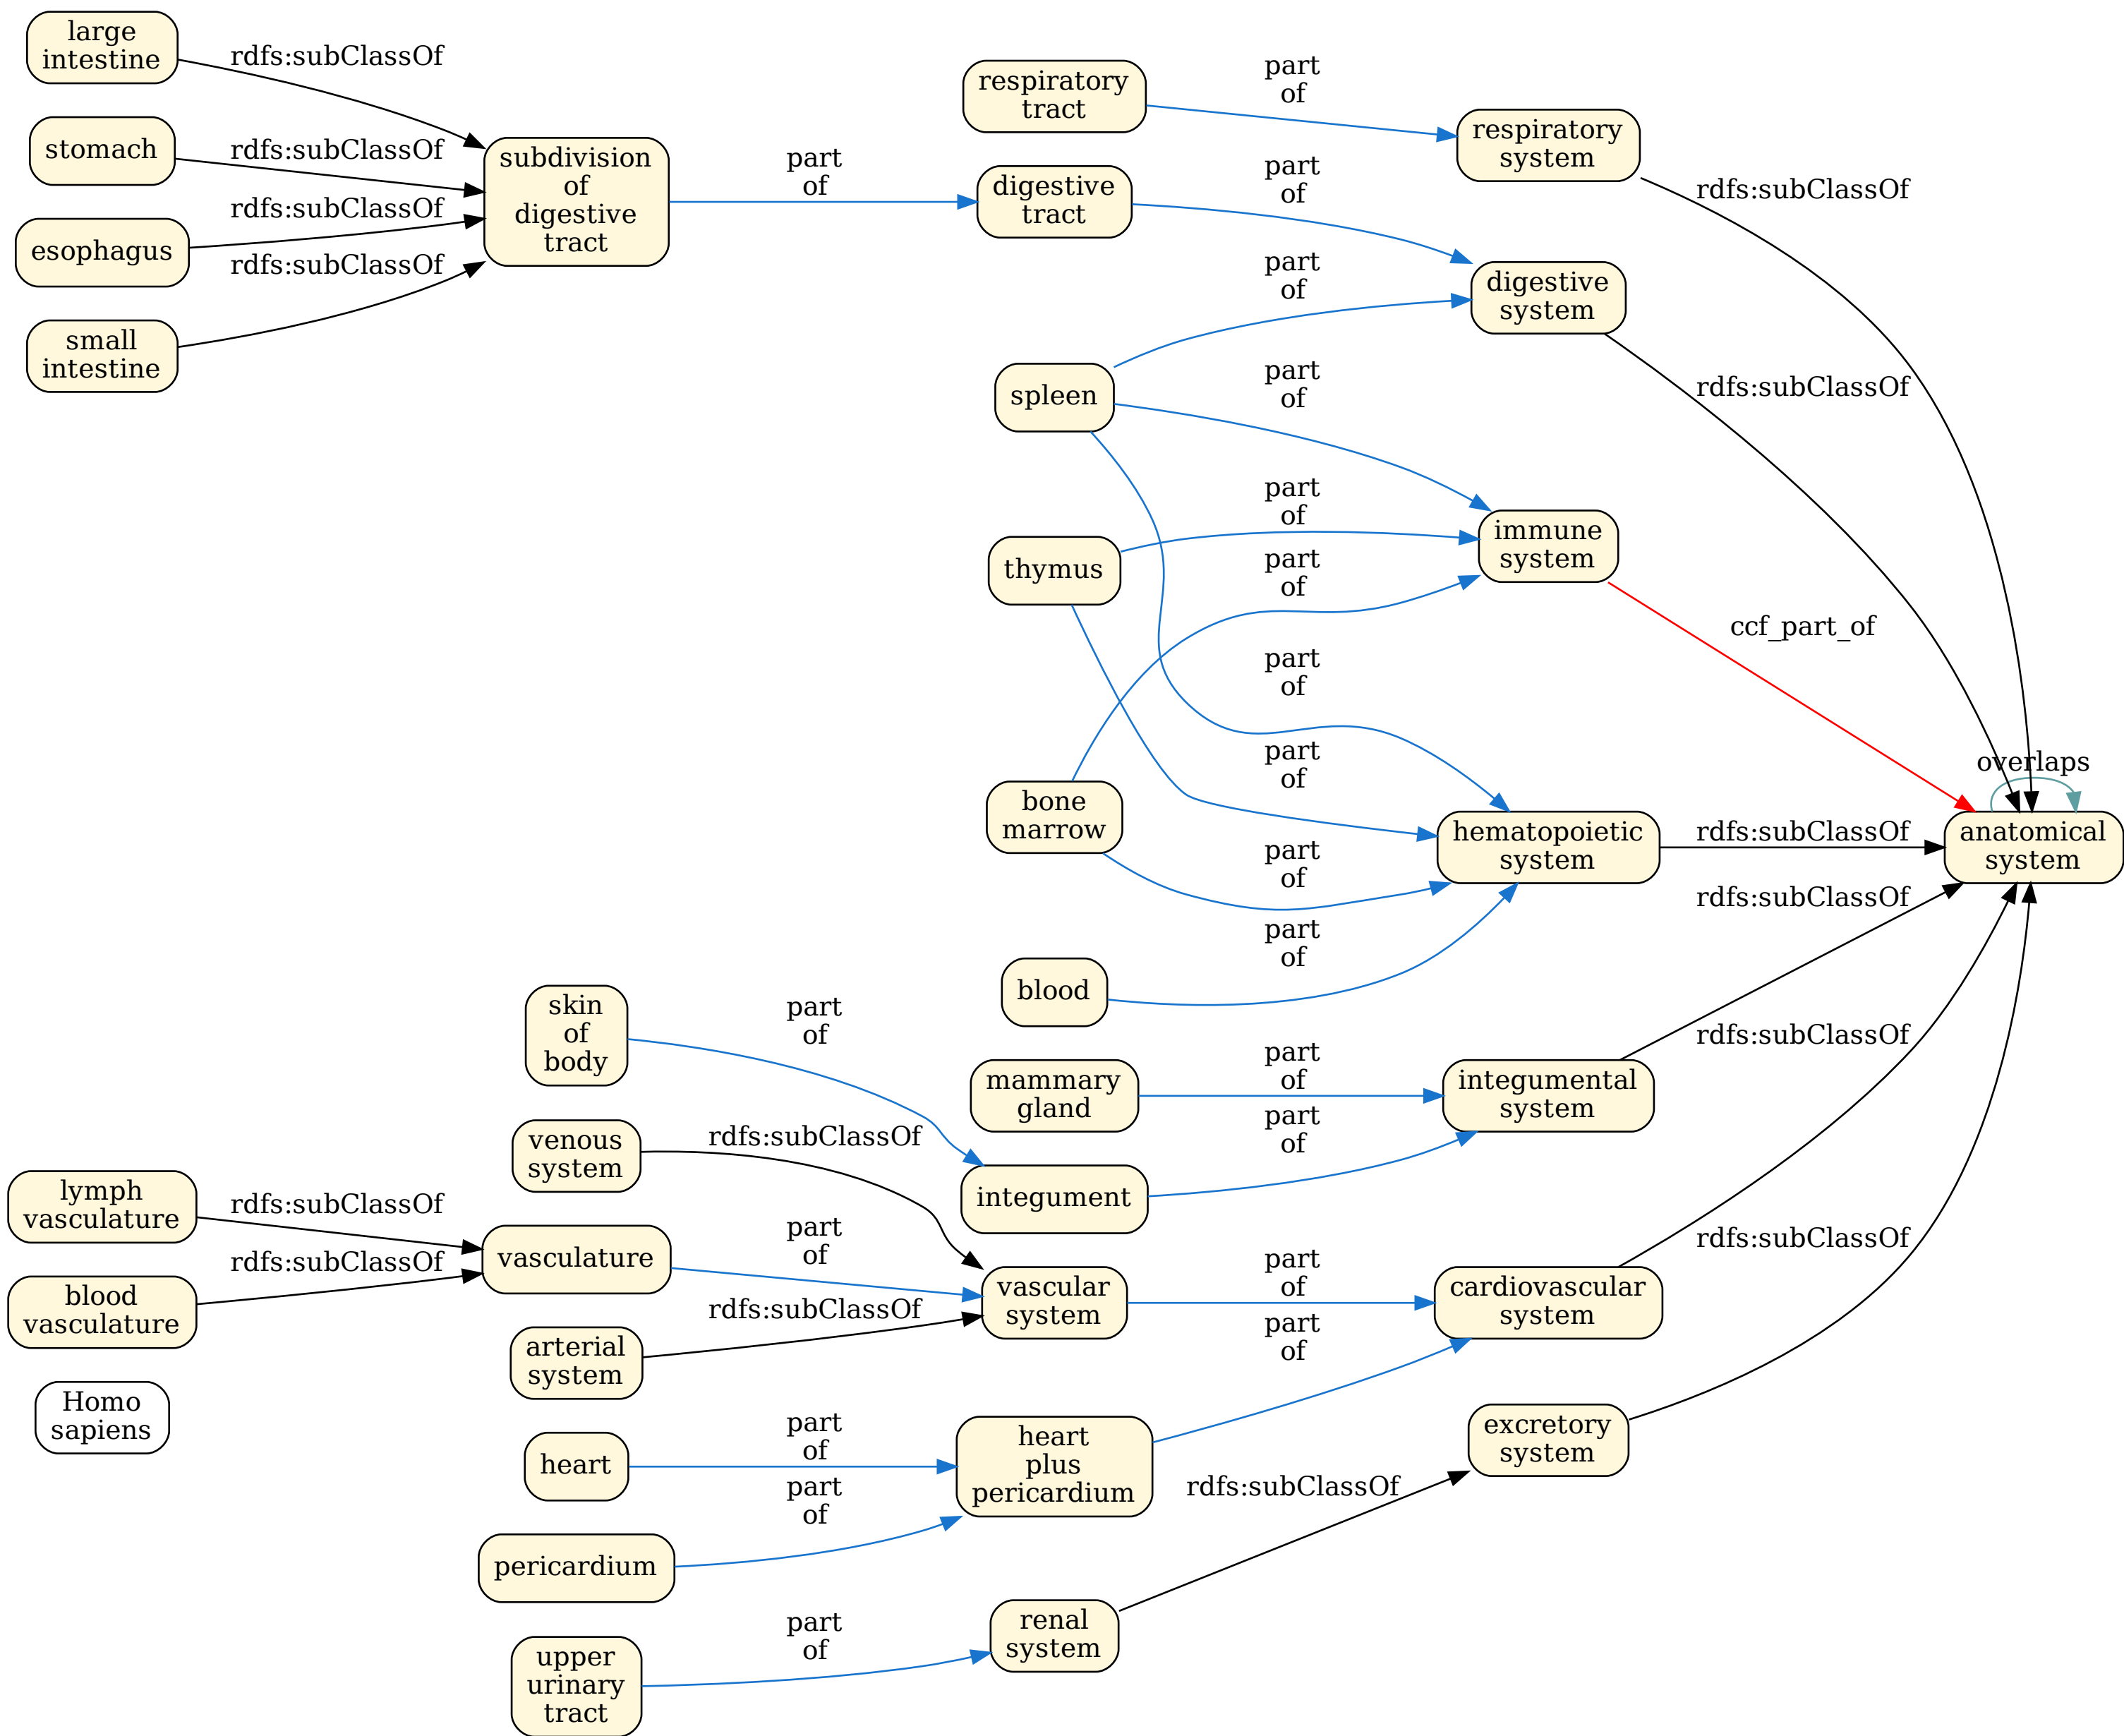 large
intestine
rdfs:subClassOf
stomach
rdfs:subClassOf
esophagus
rdfs:subClassOf
small
intestine
rdfs:subClassOf
subdivision
of
digestive
tract
part
of
respiratory
tract
part
of
respiratory
system
rdfs:subClassOf
digestive
tract
part
of
digestive
system
rdfs:subClassOf
spleen
part
of
part
of
part
of
thymus
part
of
part
of
immune
system
ccf_part_of
bone
marrow
part
of
part
of
hematopoietic
system
rdfs:subClassOf
overlaps
anatomical
system
blood
part
of
skin
of
body
part
of
mammary
gland
part
of
integumental
system
rdfs:subClassOf
integument
part
of
venous
system
rdfs:subClassOf
lymph
vasculature
rdfs:subClassOf
blood
vasculature
rdfs:subClassOf
vasculature
part
of
vascular
system
part
of
cardiovascular
system
rdfs:subClassOf
arterial
system
rdfs:subClassOf
Homo
sapiens
heart
part
of
heart
plus
pericardium
part
of
pericardium
part
of
excretory
system
rdfs:subClassOf
upper
urinary
tract
part
of
renal
system
rdfs:subClassOf